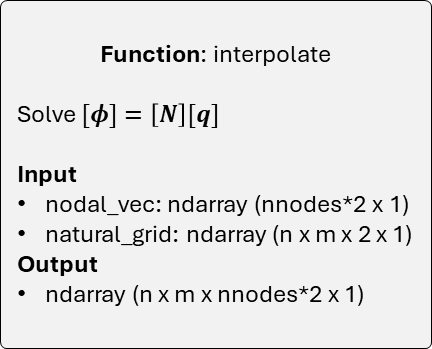 Function: interpolate
Solve [ϕ] = [N][q]
Input
• nodal_vec: ndarray (nnodes*2 x 1)
• natural_grid: ndarray (n x m x 2 x 1)
Output
• ndarray (n x m x nnodes*2 x 1)